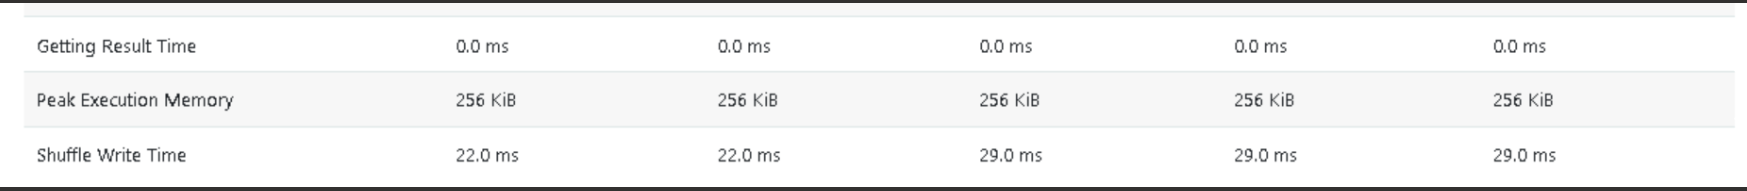 Getting Result Time 0.0 ms 0.0 ms 0.0 ms 0.0 ms 0.0 ms
Peak Execution Memory 256 KiB 256 KiB 256 KiB 256 KiB 256 KiB
Shuffle Write Time 22.0 ms 22.0 ms 29.0 ms 29.0 ms 29.0 ms